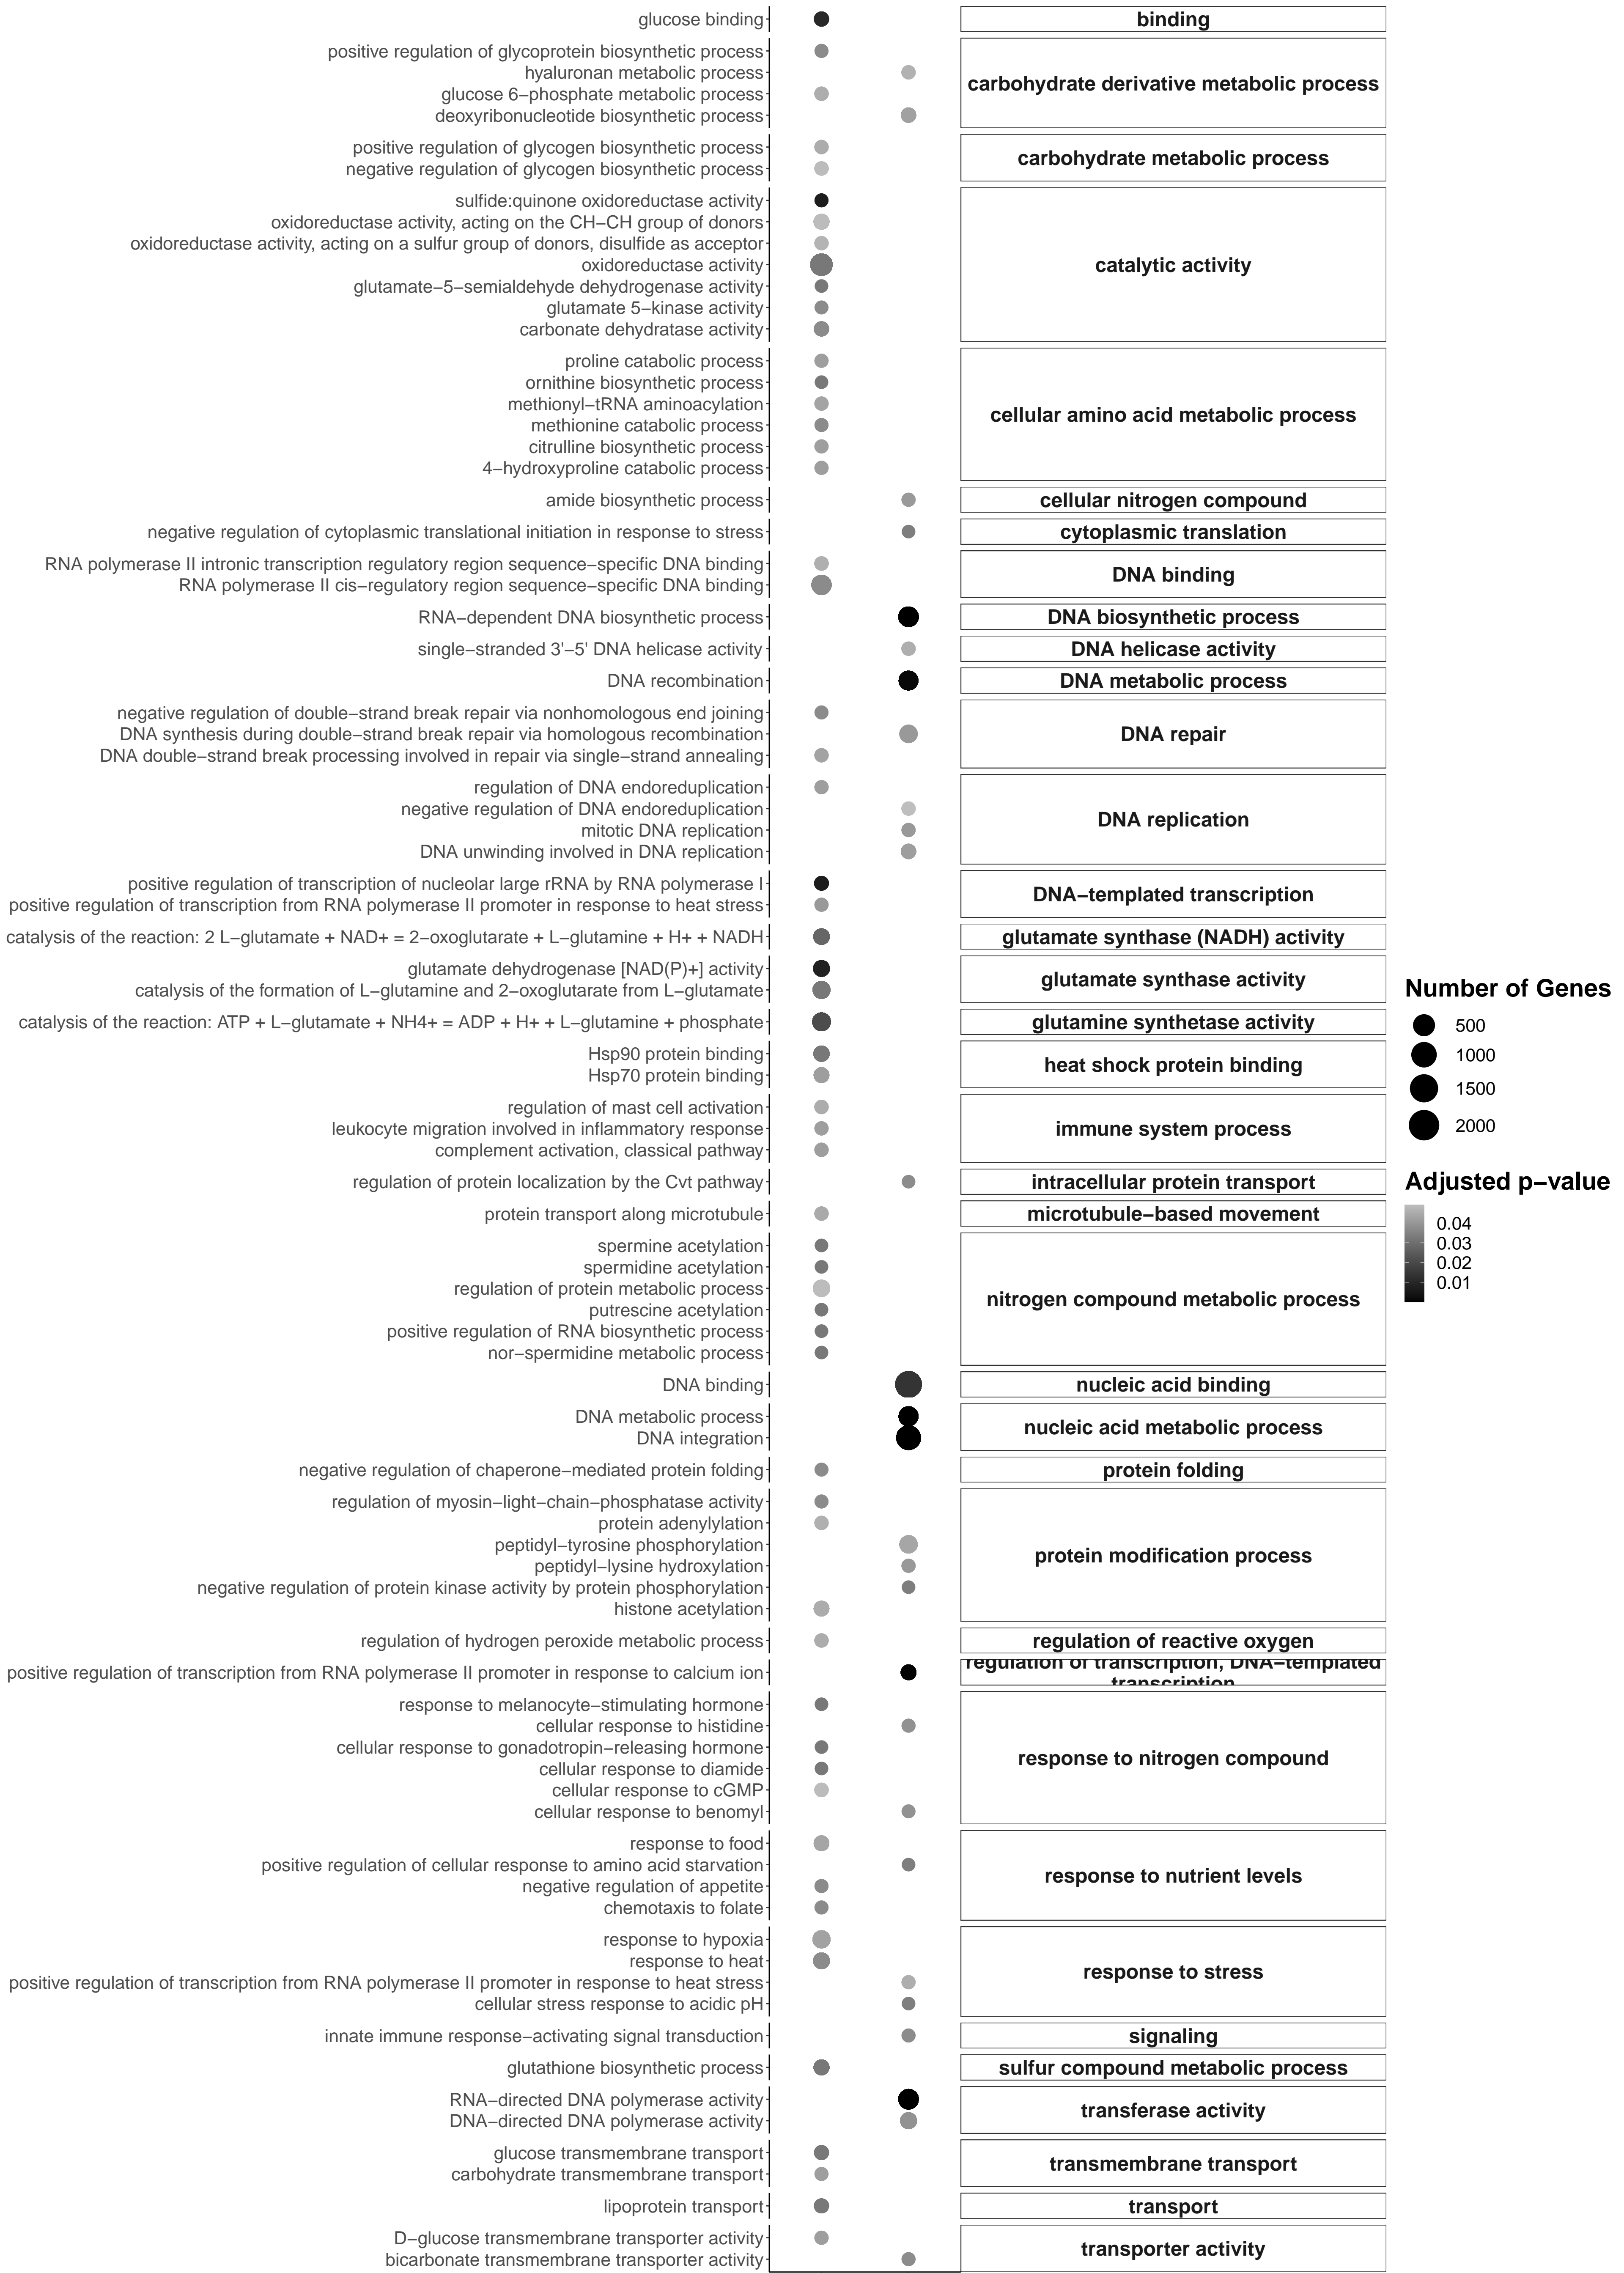 glucose binding
binding
positive regulation of glycoprotein biosynthetic process
hyaluronan metabolic process
glucose 6−phosphate metabolic process
deoxyribonucleotide biosynthetic process
carbohydrate derivative metabolic process
positive regulation of glycogen biosynthetic process
negative regulation of glycogen biosynthetic process
carbohydrate metabolic process
sulfide:quinone oxidoreductase activity
oxidoreductase activity, acting on the CH−CH group of donors
oxidoreductase activity, acting on a sulfur group of donors, disulfide as acceptor
oxidoreductase activity
glutamate−5−semialdehyde dehydrogenase activity
glutamate 5−kinase activity
carbonate dehydratase activity
catalytic activity
proline catabolic process
ornithine biosynthetic process
methionyl−tRNA aminoacylation
methionine catabolic process
citrulline biosynthetic process
4−hydroxyproline catabolic process
cellular amino acid metabolic process
amide biosynthetic process
cellular nitrogen compound
negative regulation of cytoplasmic translational initiation in response to stress
cytoplasmic translation
RNA polymerase II intronic transcription regulatory region sequence−specific DNA binding
RNA polymerase II cis−regulatory region sequence−specific DNA binding
DNA binding
RNA−dependent DNA biosynthetic process
DNA biosynthetic process
single−stranded 3'−5' DNA helicase activity
DNA helicase activity
DNA recombination
DNA metabolic process
negative regulation of double−strand break repair via nonhomologous end joining
DNA synthesis during double−strand break repair via homologous recombination
DNA double−strand break processing involved in repair via single−strand annealing
DNA repair
regulation of DNA endoreduplication
negative regulation of DNA endoreduplication
mitotic DNA replication
DNA unwinding involved in DNA replication
DNA replication
positive regulation of transcription of nucleolar large rRNA by RNA polymerase I
positive regulation of transcription from RNA polymerase II promoter in response to heat stress
DNA−templated transcription
catalysis of the reaction: 2 L−glutamate + NAD+ = 2−oxoglutarate + L−glutamine + H+ + NADH
glutamate synthase (NADH) activity
glutamate dehydrogenase [NAD(P)+] activity
catalysis of the formation of L−glutamine and 2−oxoglutarate from L−glutamate
glutamate synthase activity
catalysis of the reaction: ATP + L−glutamate + NH4+ = ADP + H+ + L−glutamine + phosphate
glutamine synthetase activity
Hsp90 protein binding
Hsp70 protein binding
heat shock protein binding
regulation of mast cell activation
leukocyte migration involved in inflammatory response
complement activation, classical pathway
immune system process
regulation of protein localization by the Cvt pathway
intracellular protein transport
protein transport along microtubule
microtubule−based movement
spermine acetylation
spermidine acetylation
regulation of protein metabolic process
putrescine acetylation
positive regulation of RNA biosynthetic process
nor−spermidine metabolic process
nitrogen compound metabolic process
DNA binding
nucleic acid binding
DNA metabolic process
DNA integration
nucleic acid metabolic process
negative regulation of chaperone−mediated protein folding
protein folding
regulation of myosin−light−chain−phosphatase activity
protein adenylylation
peptidyl−tyrosine phosphorylation
peptidyl−lysine hydroxylation
negative regulation of protein kinase activity by protein phosphorylation
histone acetylation
protein modification process
regulation of hydrogen peroxide metabolic process
regulation of reactive oxygen
positive regulation of transcription from RNA polymerase II promoter in response to calcium ion
regulation of transcription, DNA−templated
transcription
response to melanocyte−stimulating hormone
cellular response to histidine
cellular response to gonadotropin−releasing hormone
cellular response to diamide
cellular response to cGMP
cellular response to benomyl
response to nitrogen compound
response to food
positive regulation of cellular response to amino acid starvation
negative regulation of appetite
chemotaxis to folate
response to nutrient levels
response to hypoxia
response to heat
positive regulation of transcription from RNA polymerase II promoter in response to heat stress
cellular stress response to acidic pH
response to stress
innate immune response−activating signal transduction
signaling
glutathione biosynthetic process
sulfur compound metabolic process
RNA−directed DNA polymerase activity
DNA−directed DNA polymerase activity
transferase activity
glucose transmembrane transport
carbohydrate transmembrane transport
transmembrane transport
lipoprotein transport
transport
D−glucose transmembrane transporter activity
bicarbonate transmembrane transporter activity
transporter activity
Number of Genes
500
1000
1500
2000
Adjusted p−value
0.04
0.03
0.02
0.01